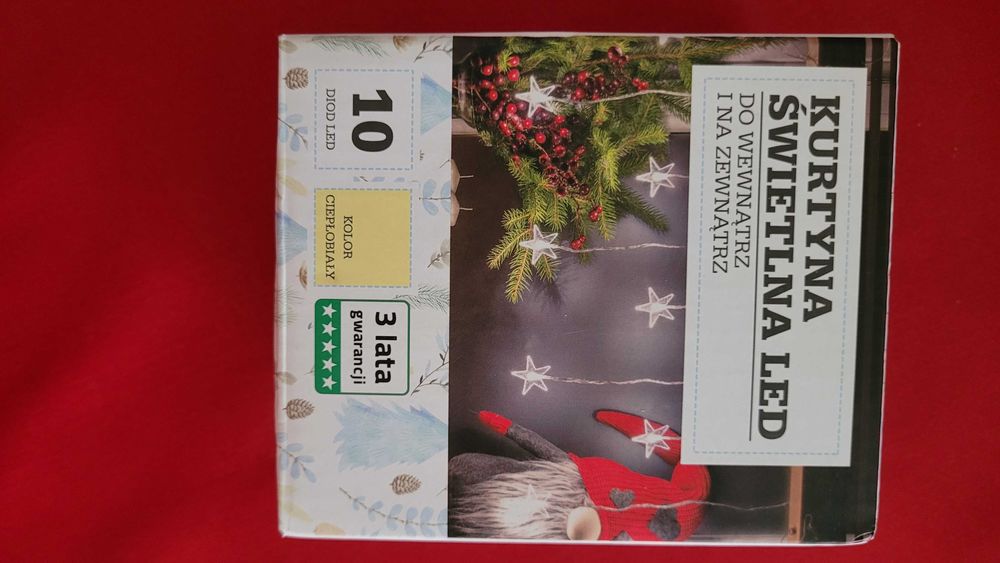 KURTYNA
ŚWIETLNA LED
DO WEWNĄTRZ
I NA ZEWNĄTRZ
10
DIOD LED
KOLOR
CIEPŁOBIAŁY
3 lata
gwarancji